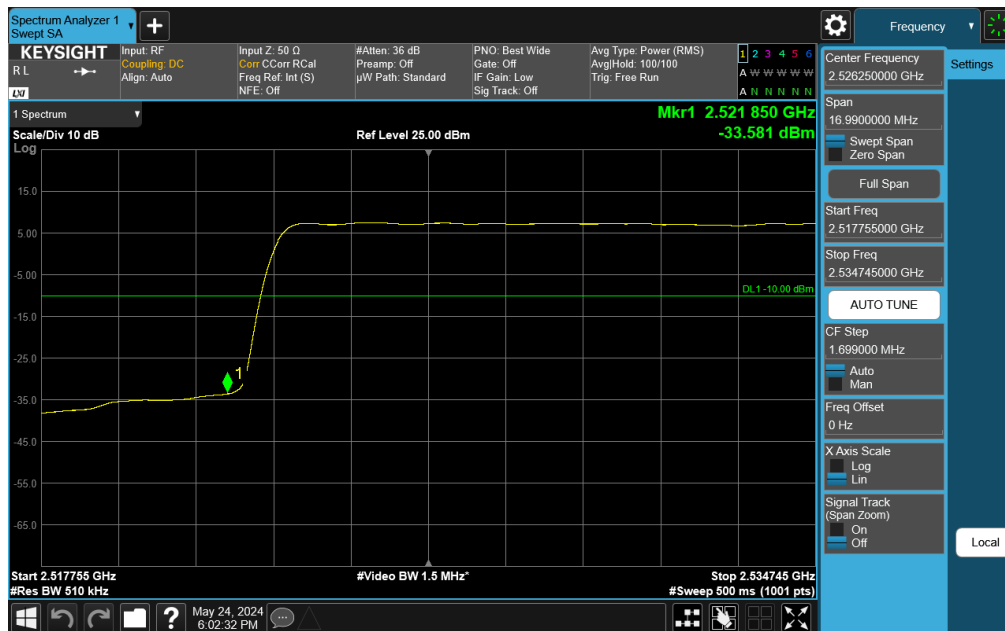 Spectrum Analyzer 1
Swept SA
+
Frequency
KEYSIGHT
R L
LXI
Input: RF
Coupling: DC
Align: Auto
Input Z: 50 Ω
Corr CCorr RCal
Freq Ref: Int (S)
NFE: Off
#Atten: 36 dB
Preamp: Off
µW Path: Standard
PNO: Best Wide
Gate: Off
IF Gain: Low
Sig Track: Off
Avg Type: Power (RMS)
Avg|Hold: 100/100
Trig: Free Run
1 2 3 4 5 6
A W W W W W
A N N N N N
1 Spectrum
Scale/Div 10 dB
Log
Ref Level 25.00 dBm
Mkr1 2.521 850 GHz
-33.581 dBm
15.0
5.00
-5.00
DL1 -10.00 dBm
-15.0
-25.0
1
-35.0
-45.0
-55.0
-65.0
Start 2.517755 GHz
#Res BW 510 kHz
#Video BW 1.5 MHz*
Stop 2.534745 GHz
#Sweep 500 ms (1001 pts)
Center Frequency
2.526250000 GHz
Span
16.9900000 MHz
Swept Span
Zero Span
Full Span
Start Freq
2.517755000 GHz
Stop Freq
2.534745000 GHz
AUTO TUNE
CF Step
1.699000 MHz
Auto
Man
Freq Offset
0 Hz
X Axis Scale
Log
Lin
Signal Track
(Span Zoom)
On
Off
Settings
Local
?
May 24, 2024
6:02:32 PM